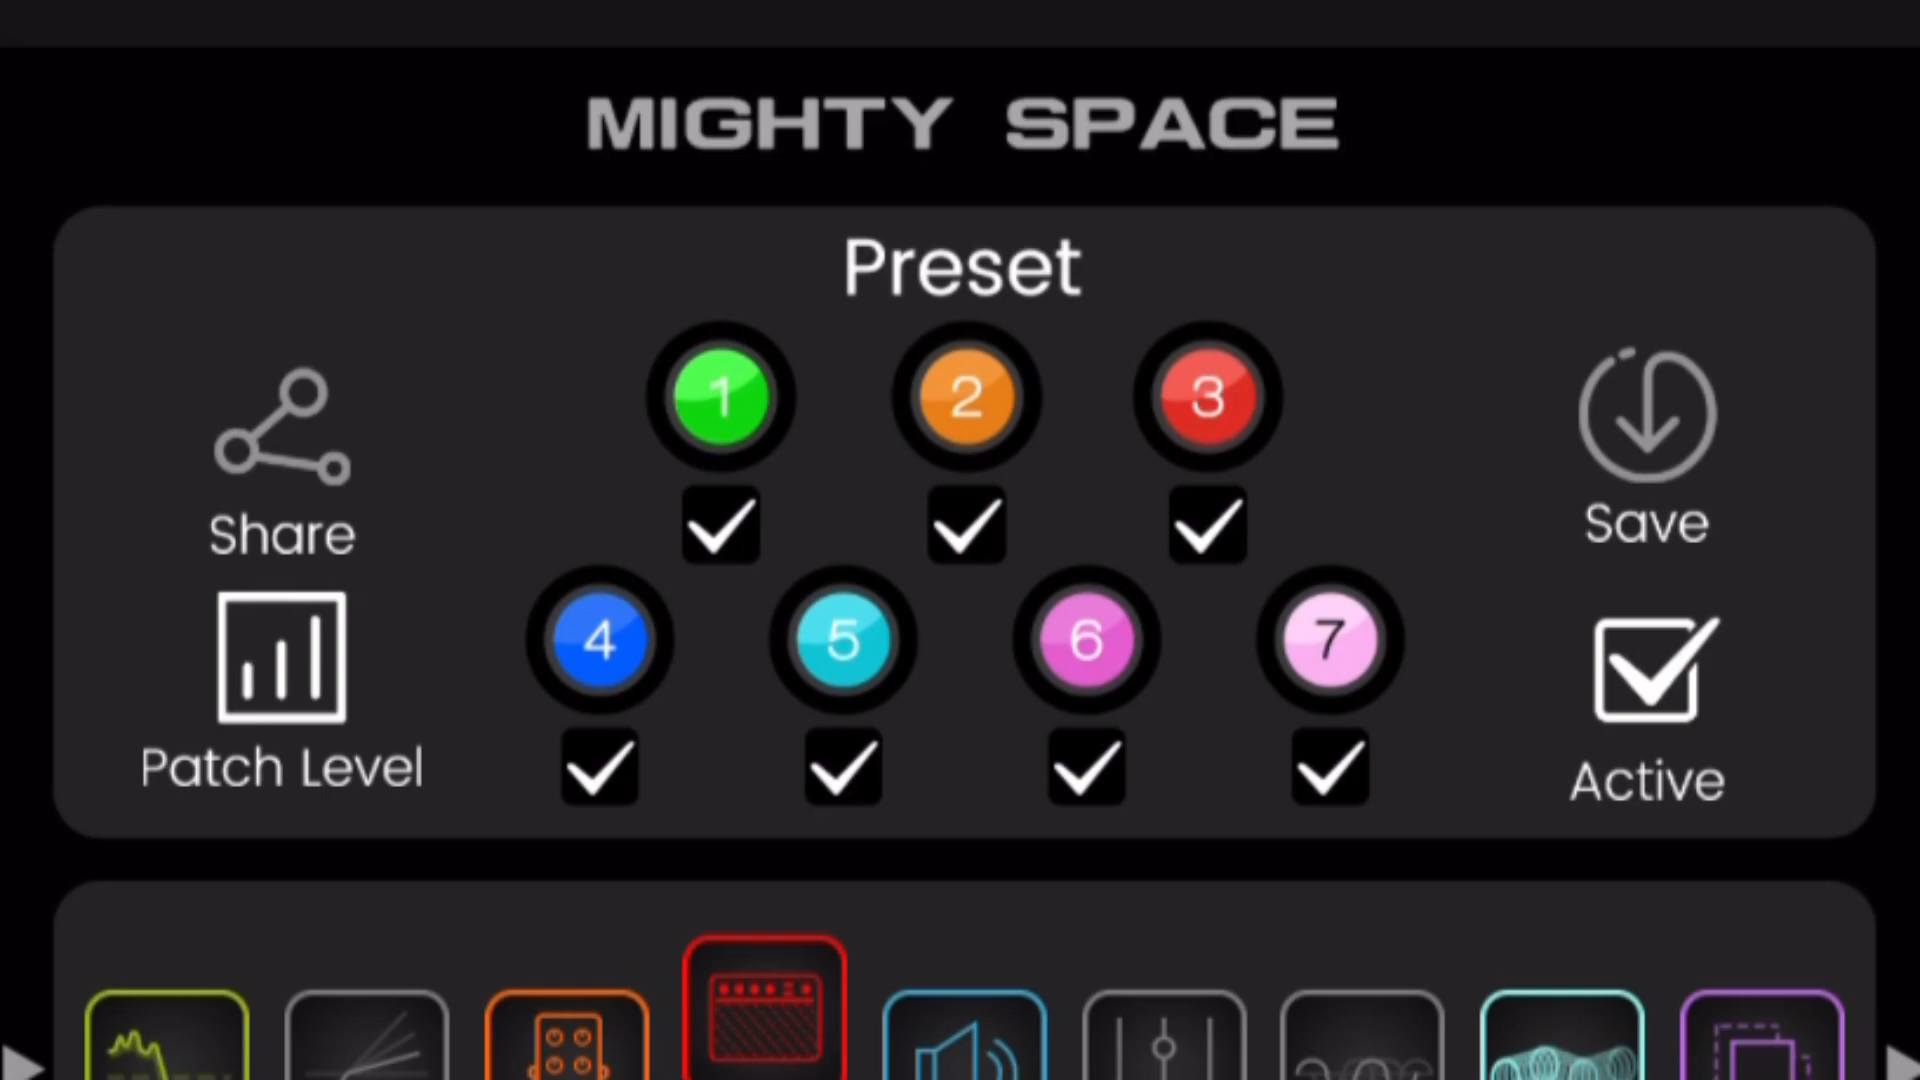 MIGHTY SPACE
Preset
1 2 3
Share
Save
4 5 6 7
Patch Level
Active